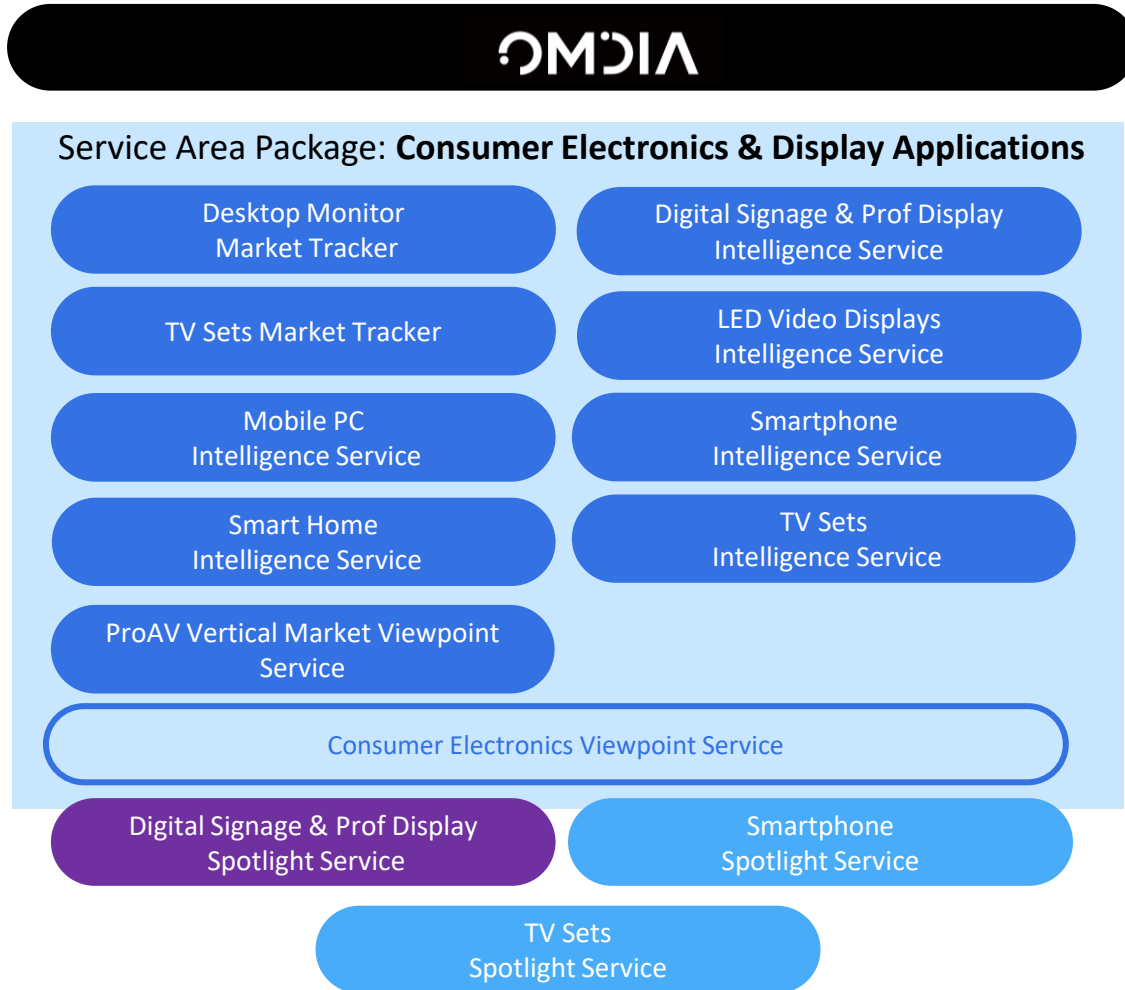 OMDIA
Service Area Package: Consumer Electronics & Display Applications
Desktop Monitor
Market Tracker
Digital Signage & Prof Display
Intelligence Service
TV Sets Market Tracker
LED Video Displays
Intelligence Service
Mobile PC
Intelligence Service
Smartphone
Intelligence Service
Smart Home
Intelligence Service
TV Sets
Intelligence Service
ProAV Vertical Market Viewpoint
Service
Consumer Electronics Viewpoint Service
Digital Signage & Prof Display
Spotlight Service
Smartphone
Spotlight Service
TV Sets
Spotlight Service